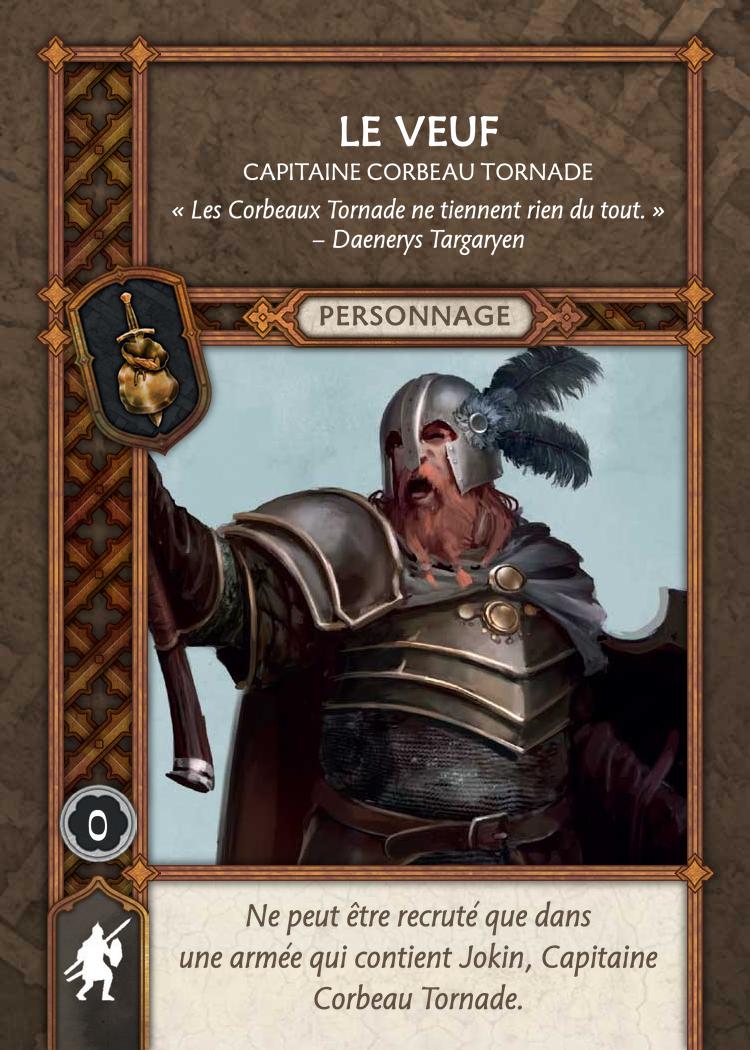 LE VEUF
CAPITAINE CORBEAU TORNADE
« Les Corbeaux Tornade ne tiennent rien du tout. »
– Daenerys Targaryen
PERSONNAGE
0
Ne peut être recruté que dans
une armée qui contient Jokin, Capitaine
Corbeau Tornade.